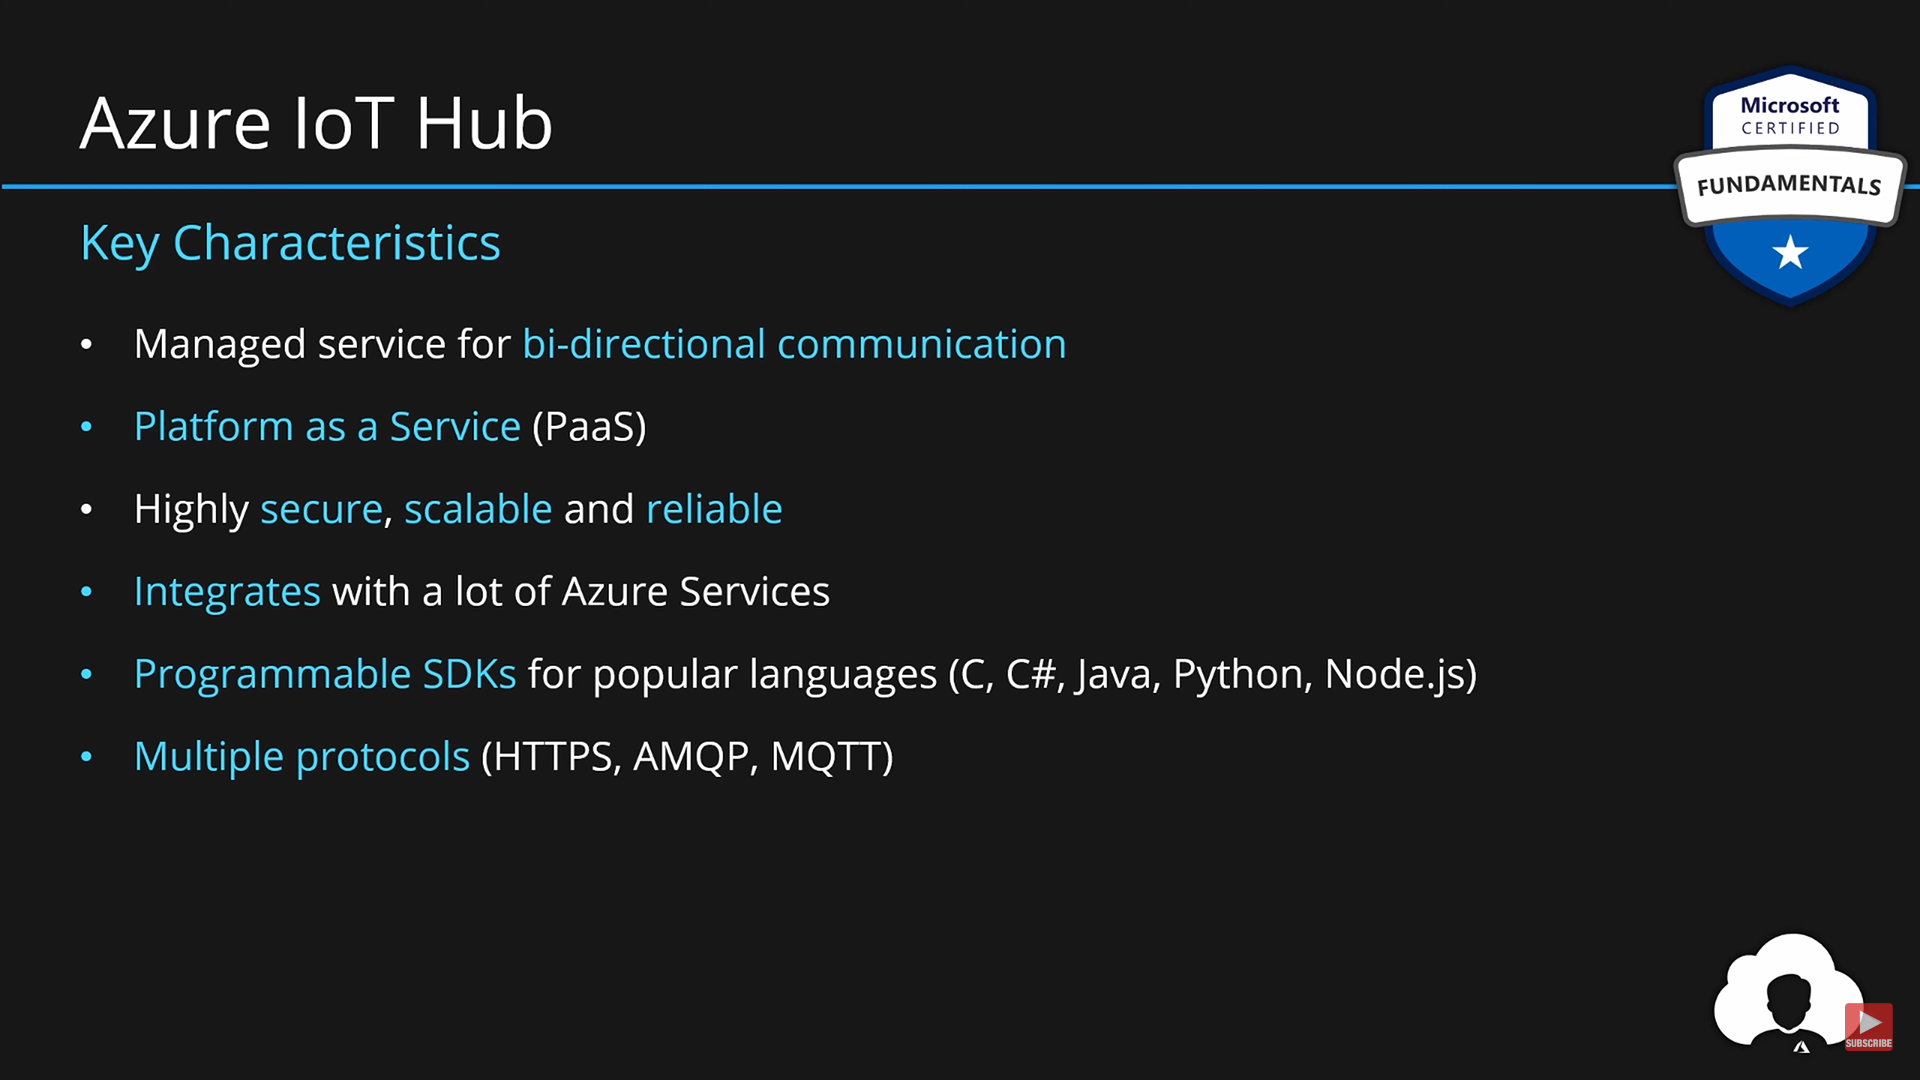 Azure IoT Hub
Microsoft
CERTIFIED
FUNDAMENTALS
Key Characteristics
• Managed service for bi-directional communication
• Platform as a Service (PaaS)
• Highly secure, scalable and reliable
• Integrates with a lot of Azure Services
• Programmable SDKs for popular languages (C, C#, Java, Python, Node.js)
• Multiple protocols (HTTPS, AMQP, MQTT)
SUBSCRIBE